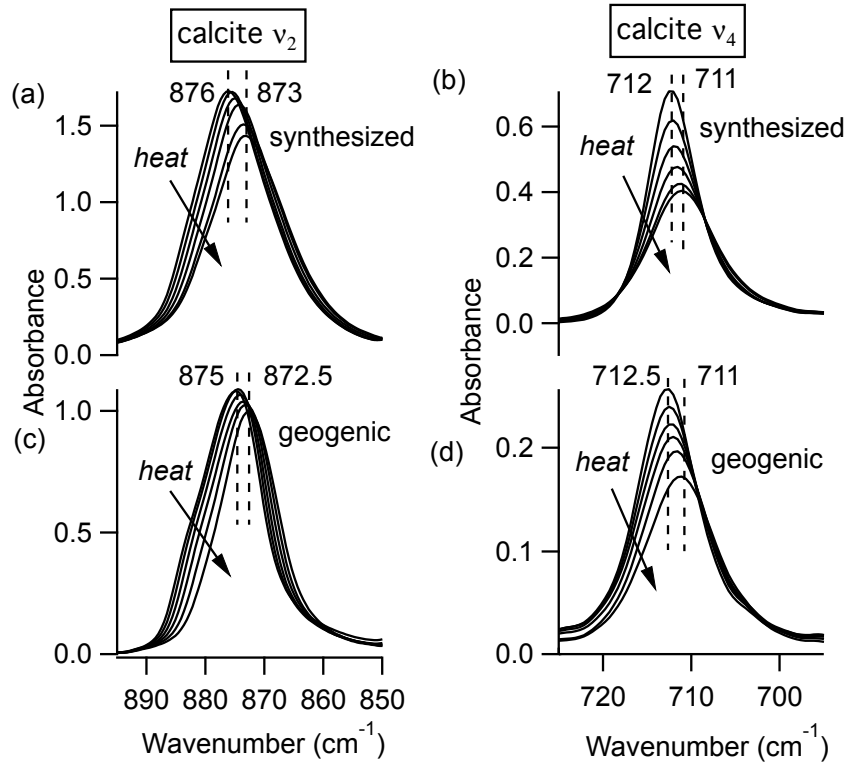 calcite ν2
calcite ν4
(a)
876
873
synthesized
heat
1.5
1.0
0.5
0.0
(b)
712
711
synthesized
heat
0.6
0.4
0.2
0.0
Absorbance
Absorbance
(c)
875
872.5
geogenic
heat
1.0
0.5
0.0
890
880
870
860
850
Wavenumber (cm-1)
(d)
712.5
711
geogenic
heat
0.2
0.1
0.0
720
710
700
Wavenumber (cm-1)